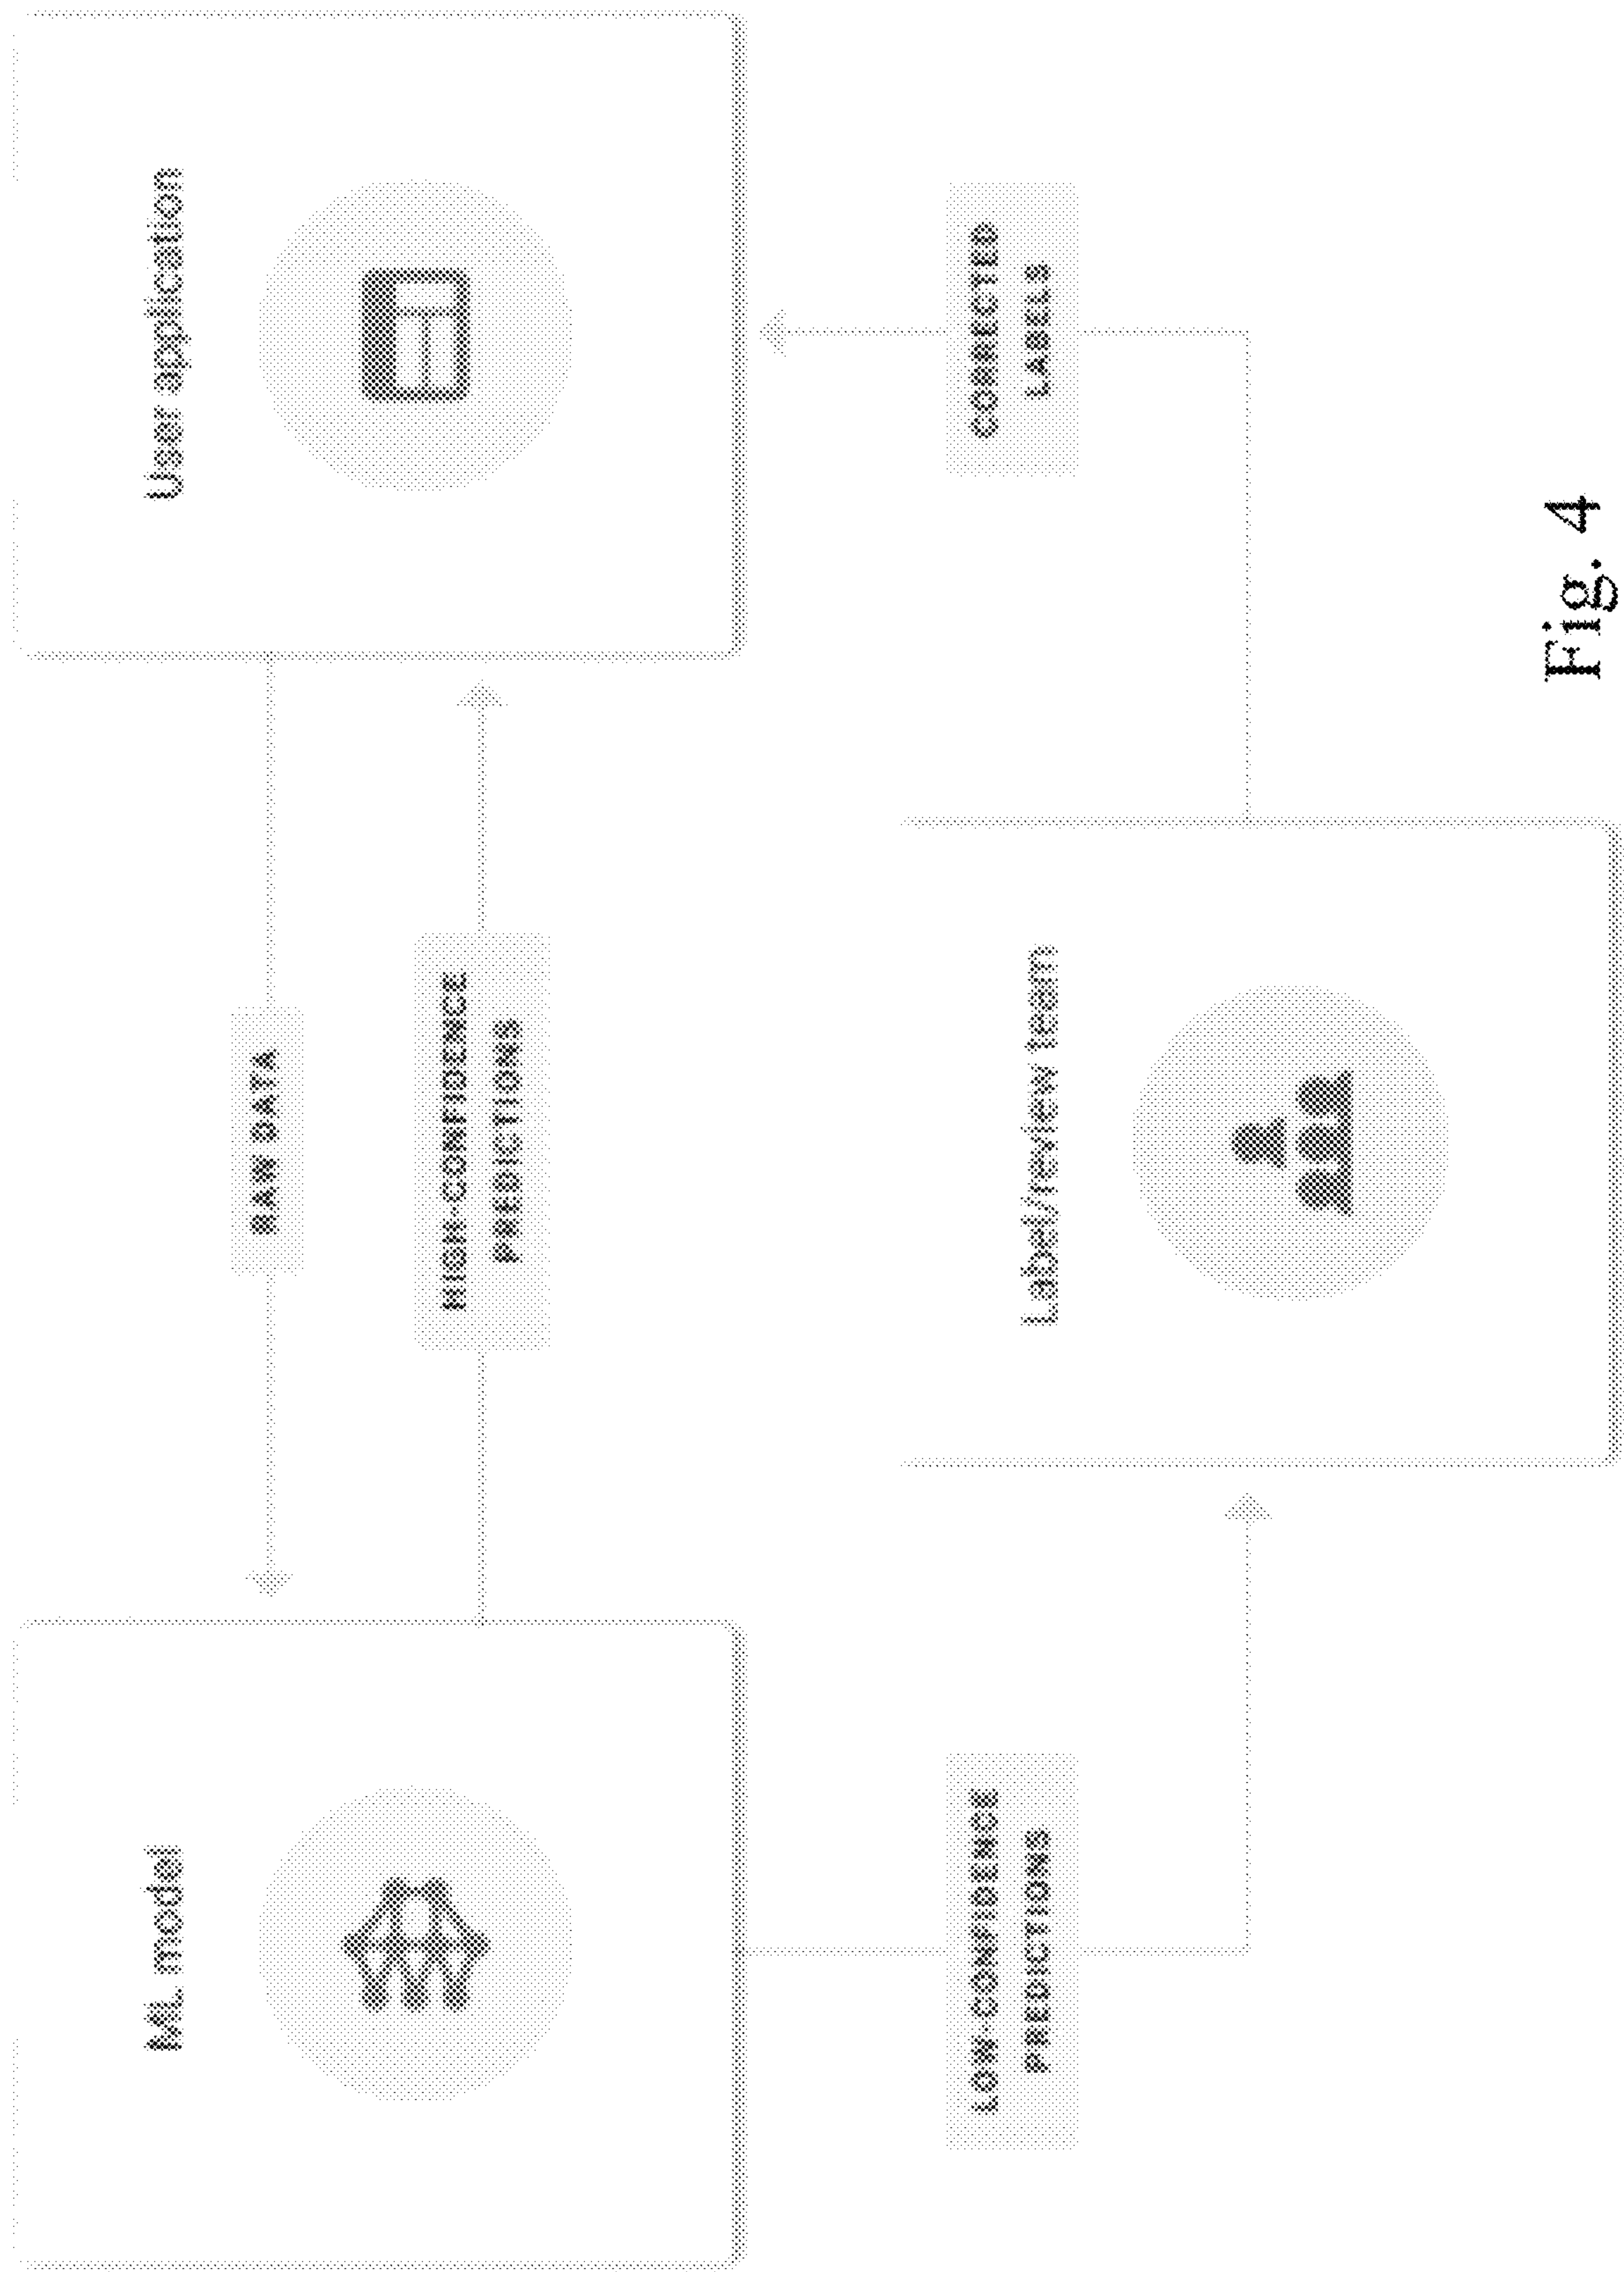 ML model
User application
RAW DATA
HIGH-CONFIDENCE
PREDICTIONS
LOW-CONFIDENCE
PREDICTIONS
CORRECTED
LABELS
Label/review team
Fig. 4